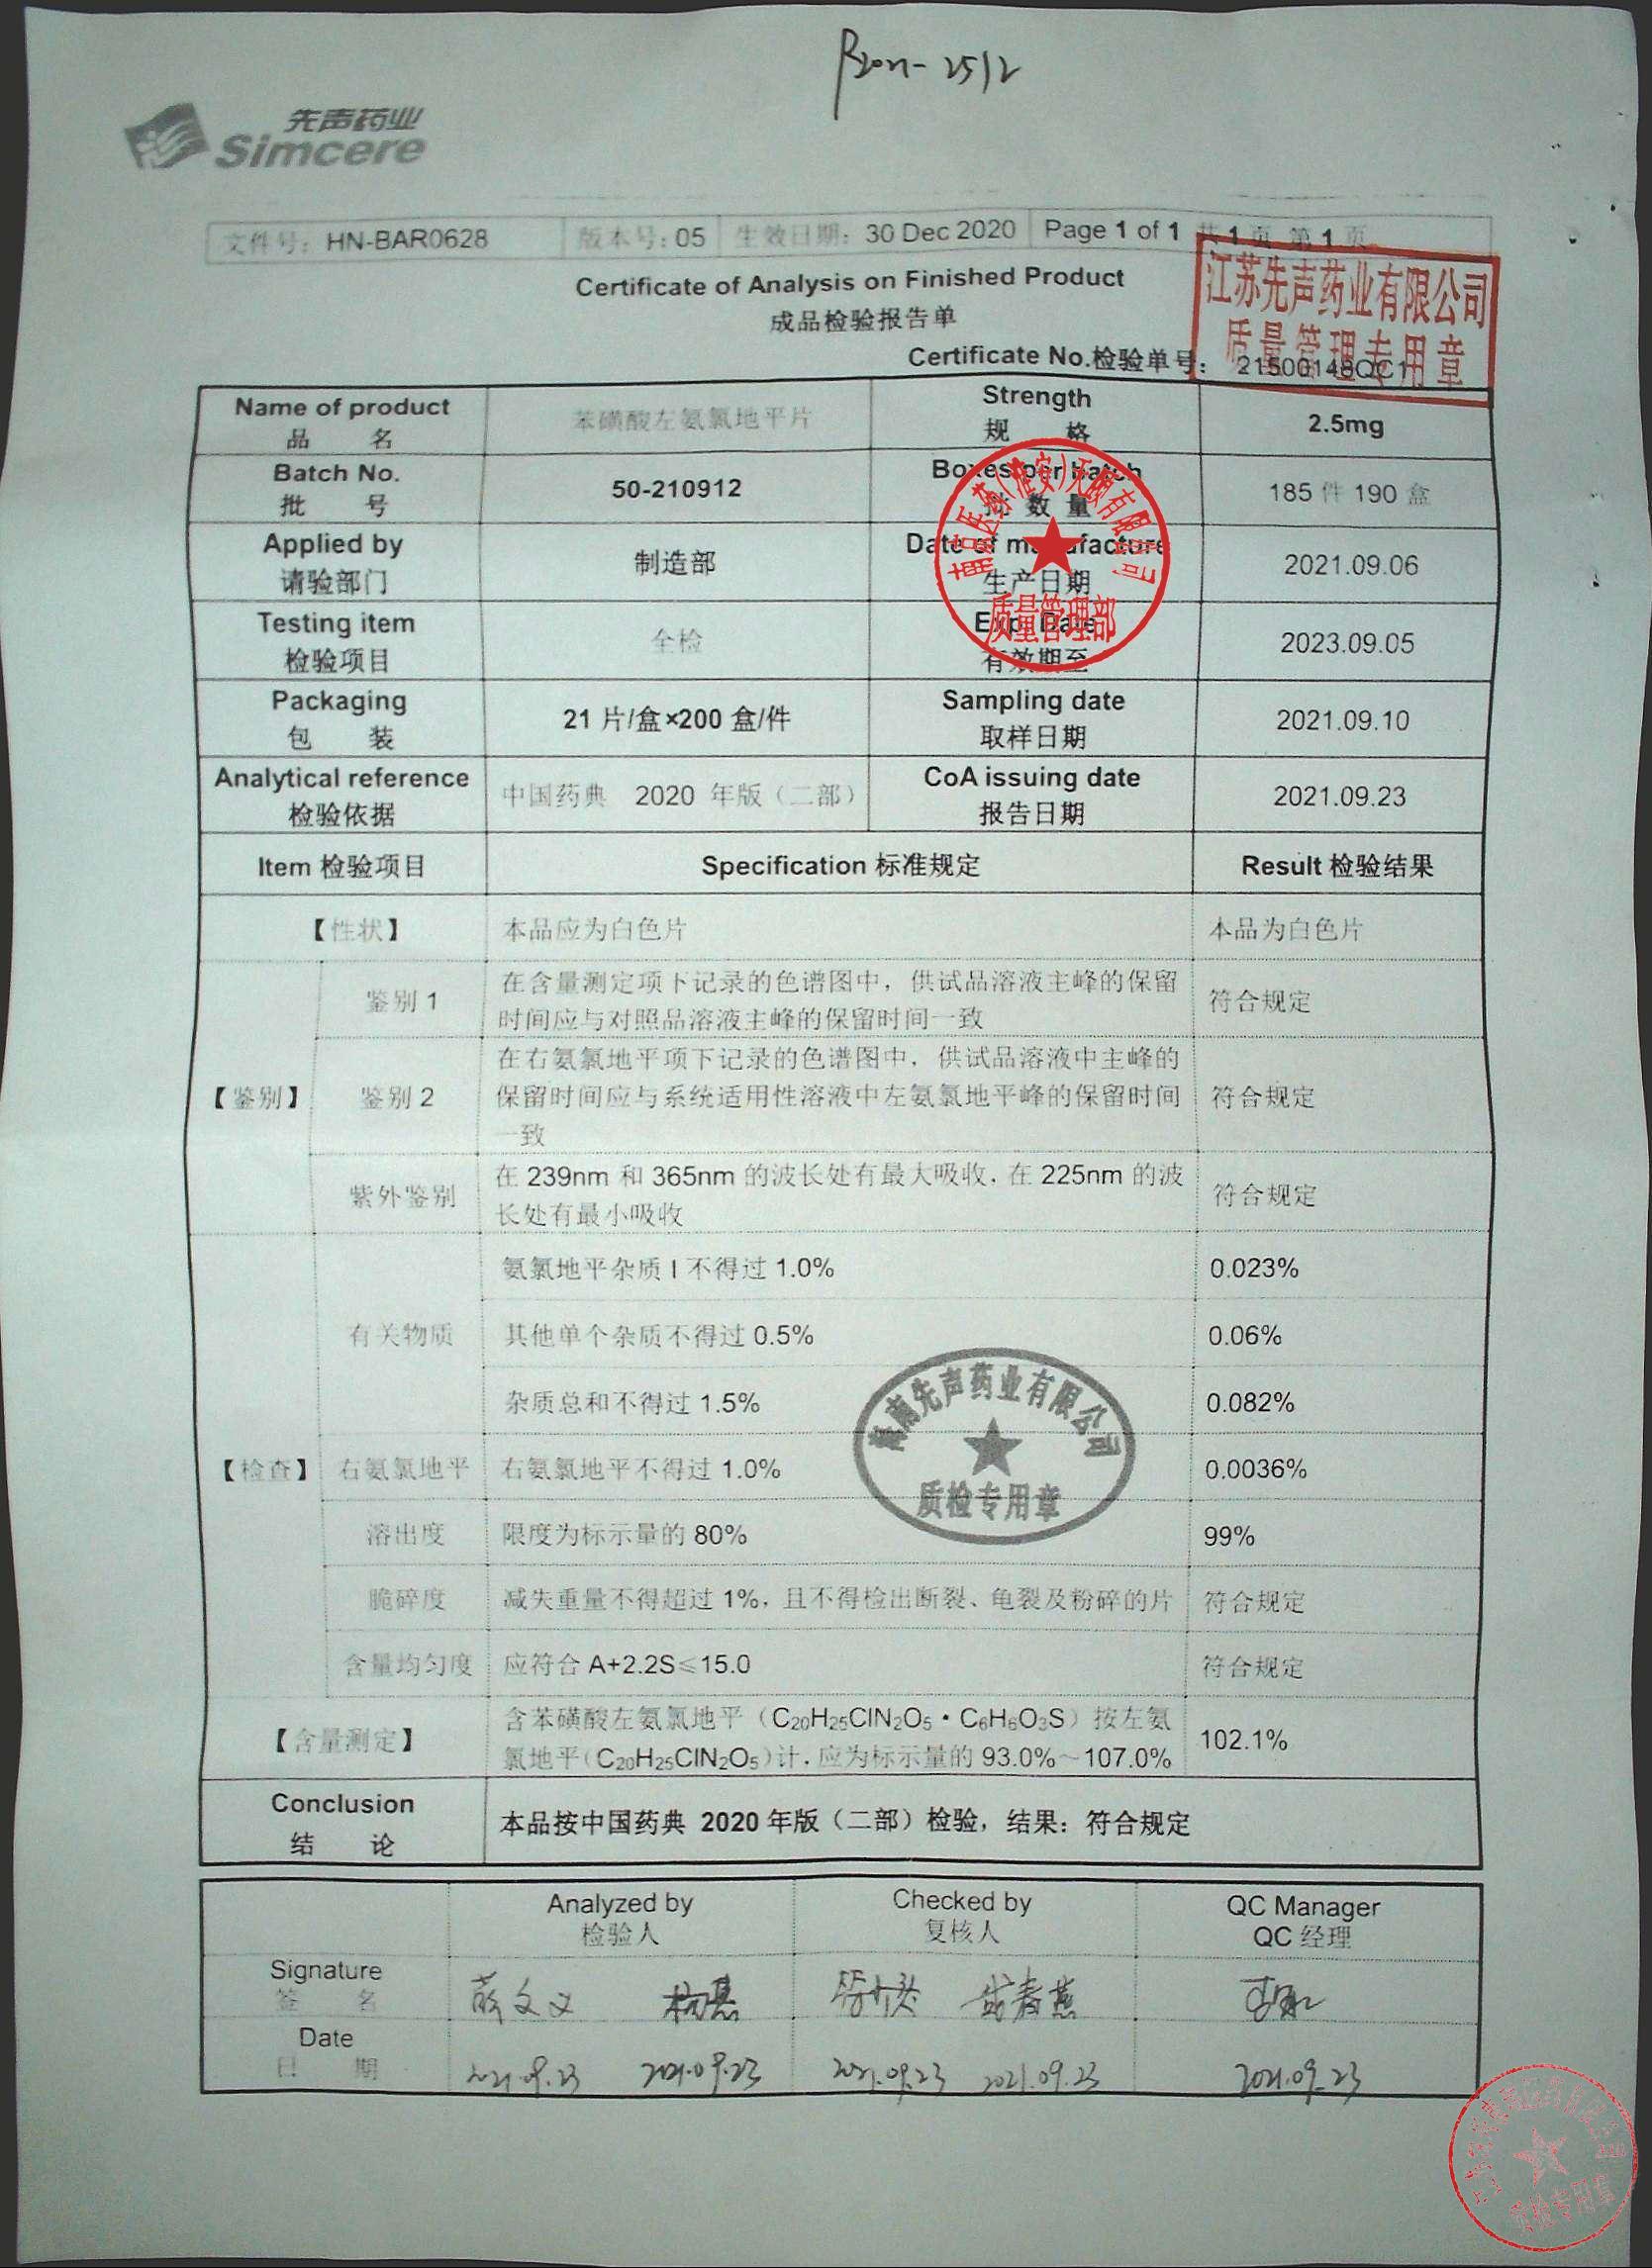 先声药业
Simcere
文件号: HN-BAR0628 版本号: 05 生效日期: 30 Dec 2020 Page 1 of 1 共 1 页 第 1 页
Certificate of Analysis on Finished Product
成品检验报告单
江苏先声药业有限公司
质量管理专用章
Certificate No.检验单号: 21500148QC1
Name of product
品 名
苯磺酸左氨氯地平片
Strength
规 格
2.5mg
Batch No.
批 号
50-210912
Boxes per batch
批 数 量
185 件 190 盒
Applied by
请验部门
制造部
Date of manufacture
生产日期
2021.09.06
Testing item
检验项目
全检
Exp. Date
有效期至
2023.09.05
质量管理部
Packaging
包 装
21 片/盒×200 盒/件
Sampling date
取样日期
2021.09.10
Analytical reference
检验依据
中国药典 2020 年版（二部）
CoA issuing date
报告日期
2021.09.23
Item 检验项目 Specification 标准规定 Result 检验结果
【性状】 本品应为白色片 本品为白色片
【鉴别】
鉴别 1
在含量测定项下记录的色谱图中，供试品溶液主峰的保留
时间应与对照品溶液主峰的保留时间一致
符合规定
鉴别 2
在右氨氯地平项下记录的色谱图中，供试品溶液中主峰的
保留时间应与系统适用性溶液中左氨氯地平峰的保留时间
一致
符合规定
紫外鉴别
在 239nm 和 365nm 的波长处有最大吸收，在 225nm 的波
长处有最小吸收
符合规定
【检查】
有关物质
氨氯地平杂质 I 不得过 1.0% 0.023%
其他单个杂质不得过 0.5% 0.06%
杂质总和不得过 1.5% 0.082%
右氨氯地平 右氨氯地平不得过 1.0% 0.0036%
海南先声药业有限公司
质检专用章
溶出度 限度为标示量的 80% 99%
脆碎度 减失重量不得超过 1%，且不得检出断裂、龟裂及粉碎的片 符合规定
含量均匀度 应符合 A+2.2S≤15.0 符合规定
【含量测定】
含苯磺酸左氨氯地平（C₂₀H₂₅ClN₂O₅·C₆H₆O₃S）按左氨
氯地平(C₂₀H₂₅ClN₂O₅)计，应为标示量的 93.0%～107.0%
102.1%
Conclusion
结 论
本品按中国药典 2020 年版（二部）检验，结果：符合规定
Analyzed by
检验人
Checked by
复核人
QC Manager
QC 经理
Signature
签 名
Date
日 期
2021.09.23 2021.09.23 2021.09.23 2021.09.23 2021.09.23
质检专用章